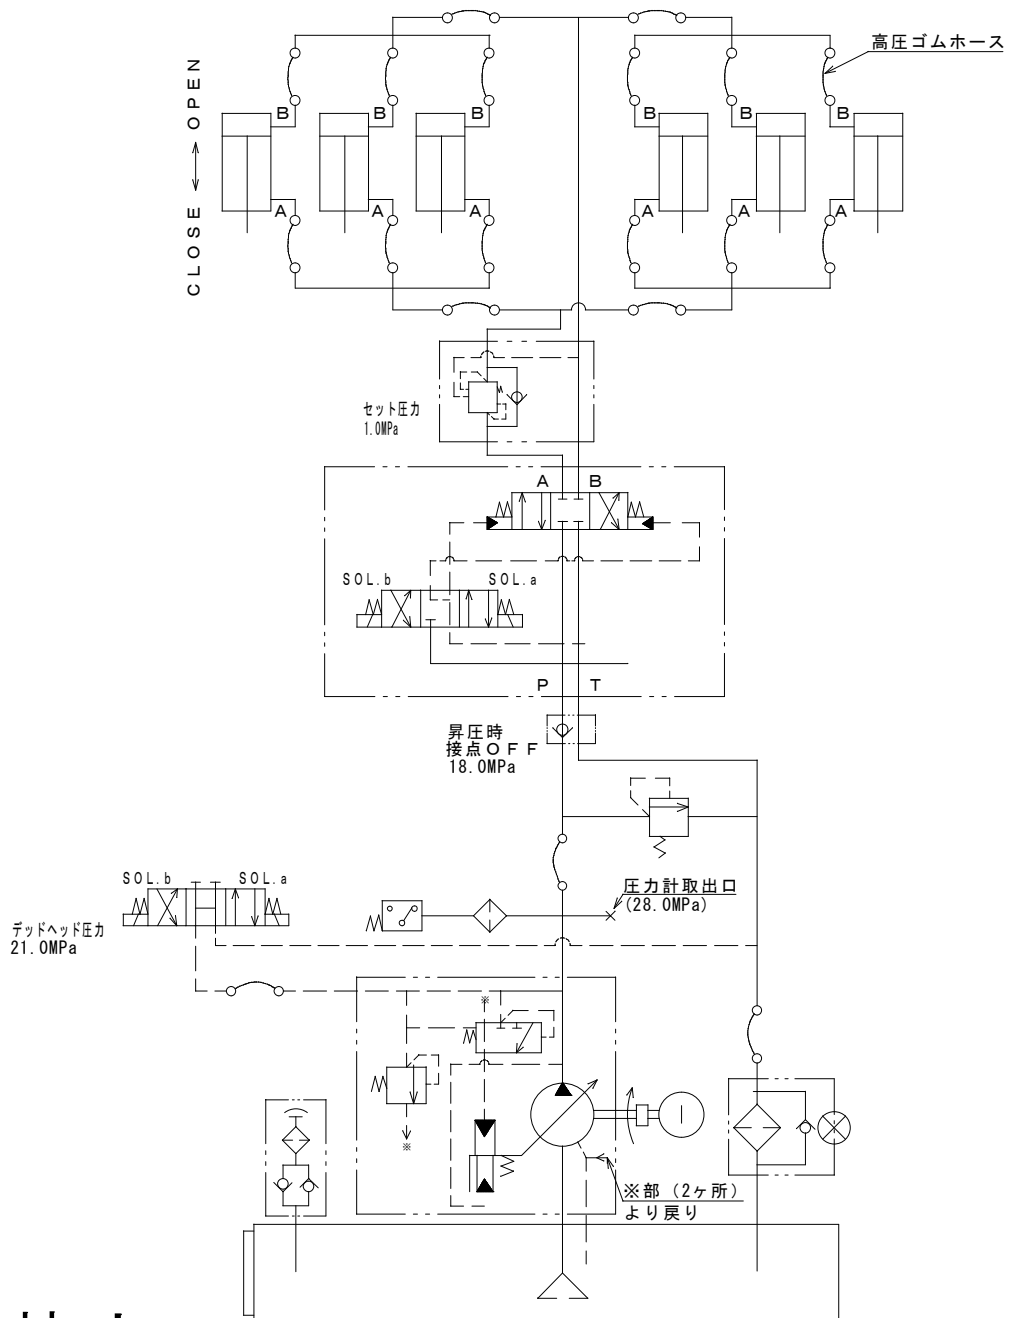 高圧ゴムホース
CLOSE ⟷ OPEN
B
B
B
B
B
B
A
A
A
A
A
A
セット圧力
1.0MPa
A B
SOL.b SOL.a
P T
昇圧時
接点OFF
18.0MPa
SOL.b SOL.a
圧力計取出口
(28.0MPa)
デッドヘッド圧力
21.0MPa
※
※
※部(2ヶ所)
より戻り